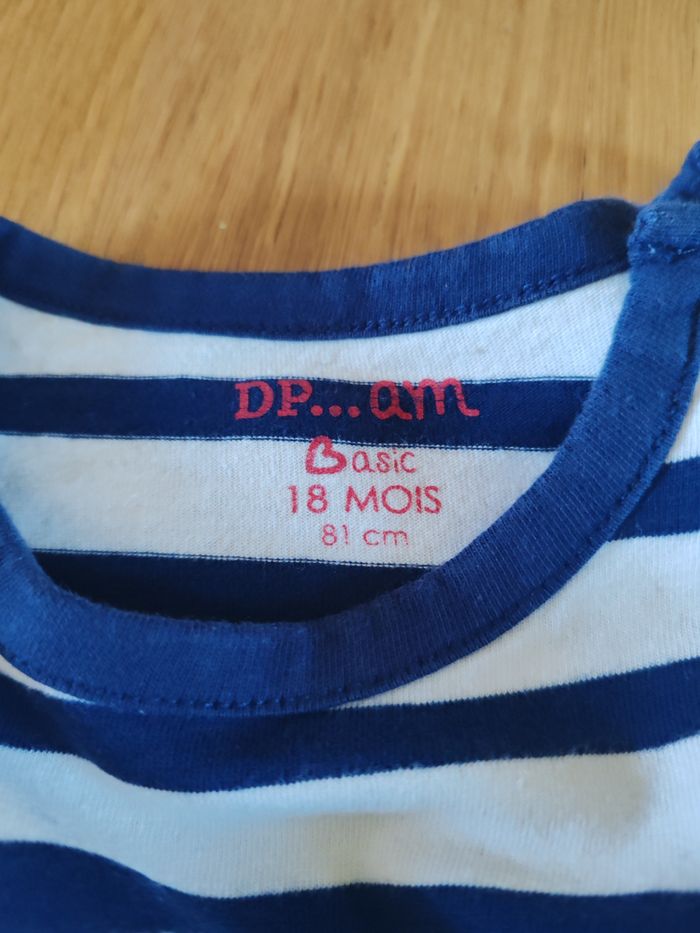 DP...am
Basic
18 MOIS
81 cm